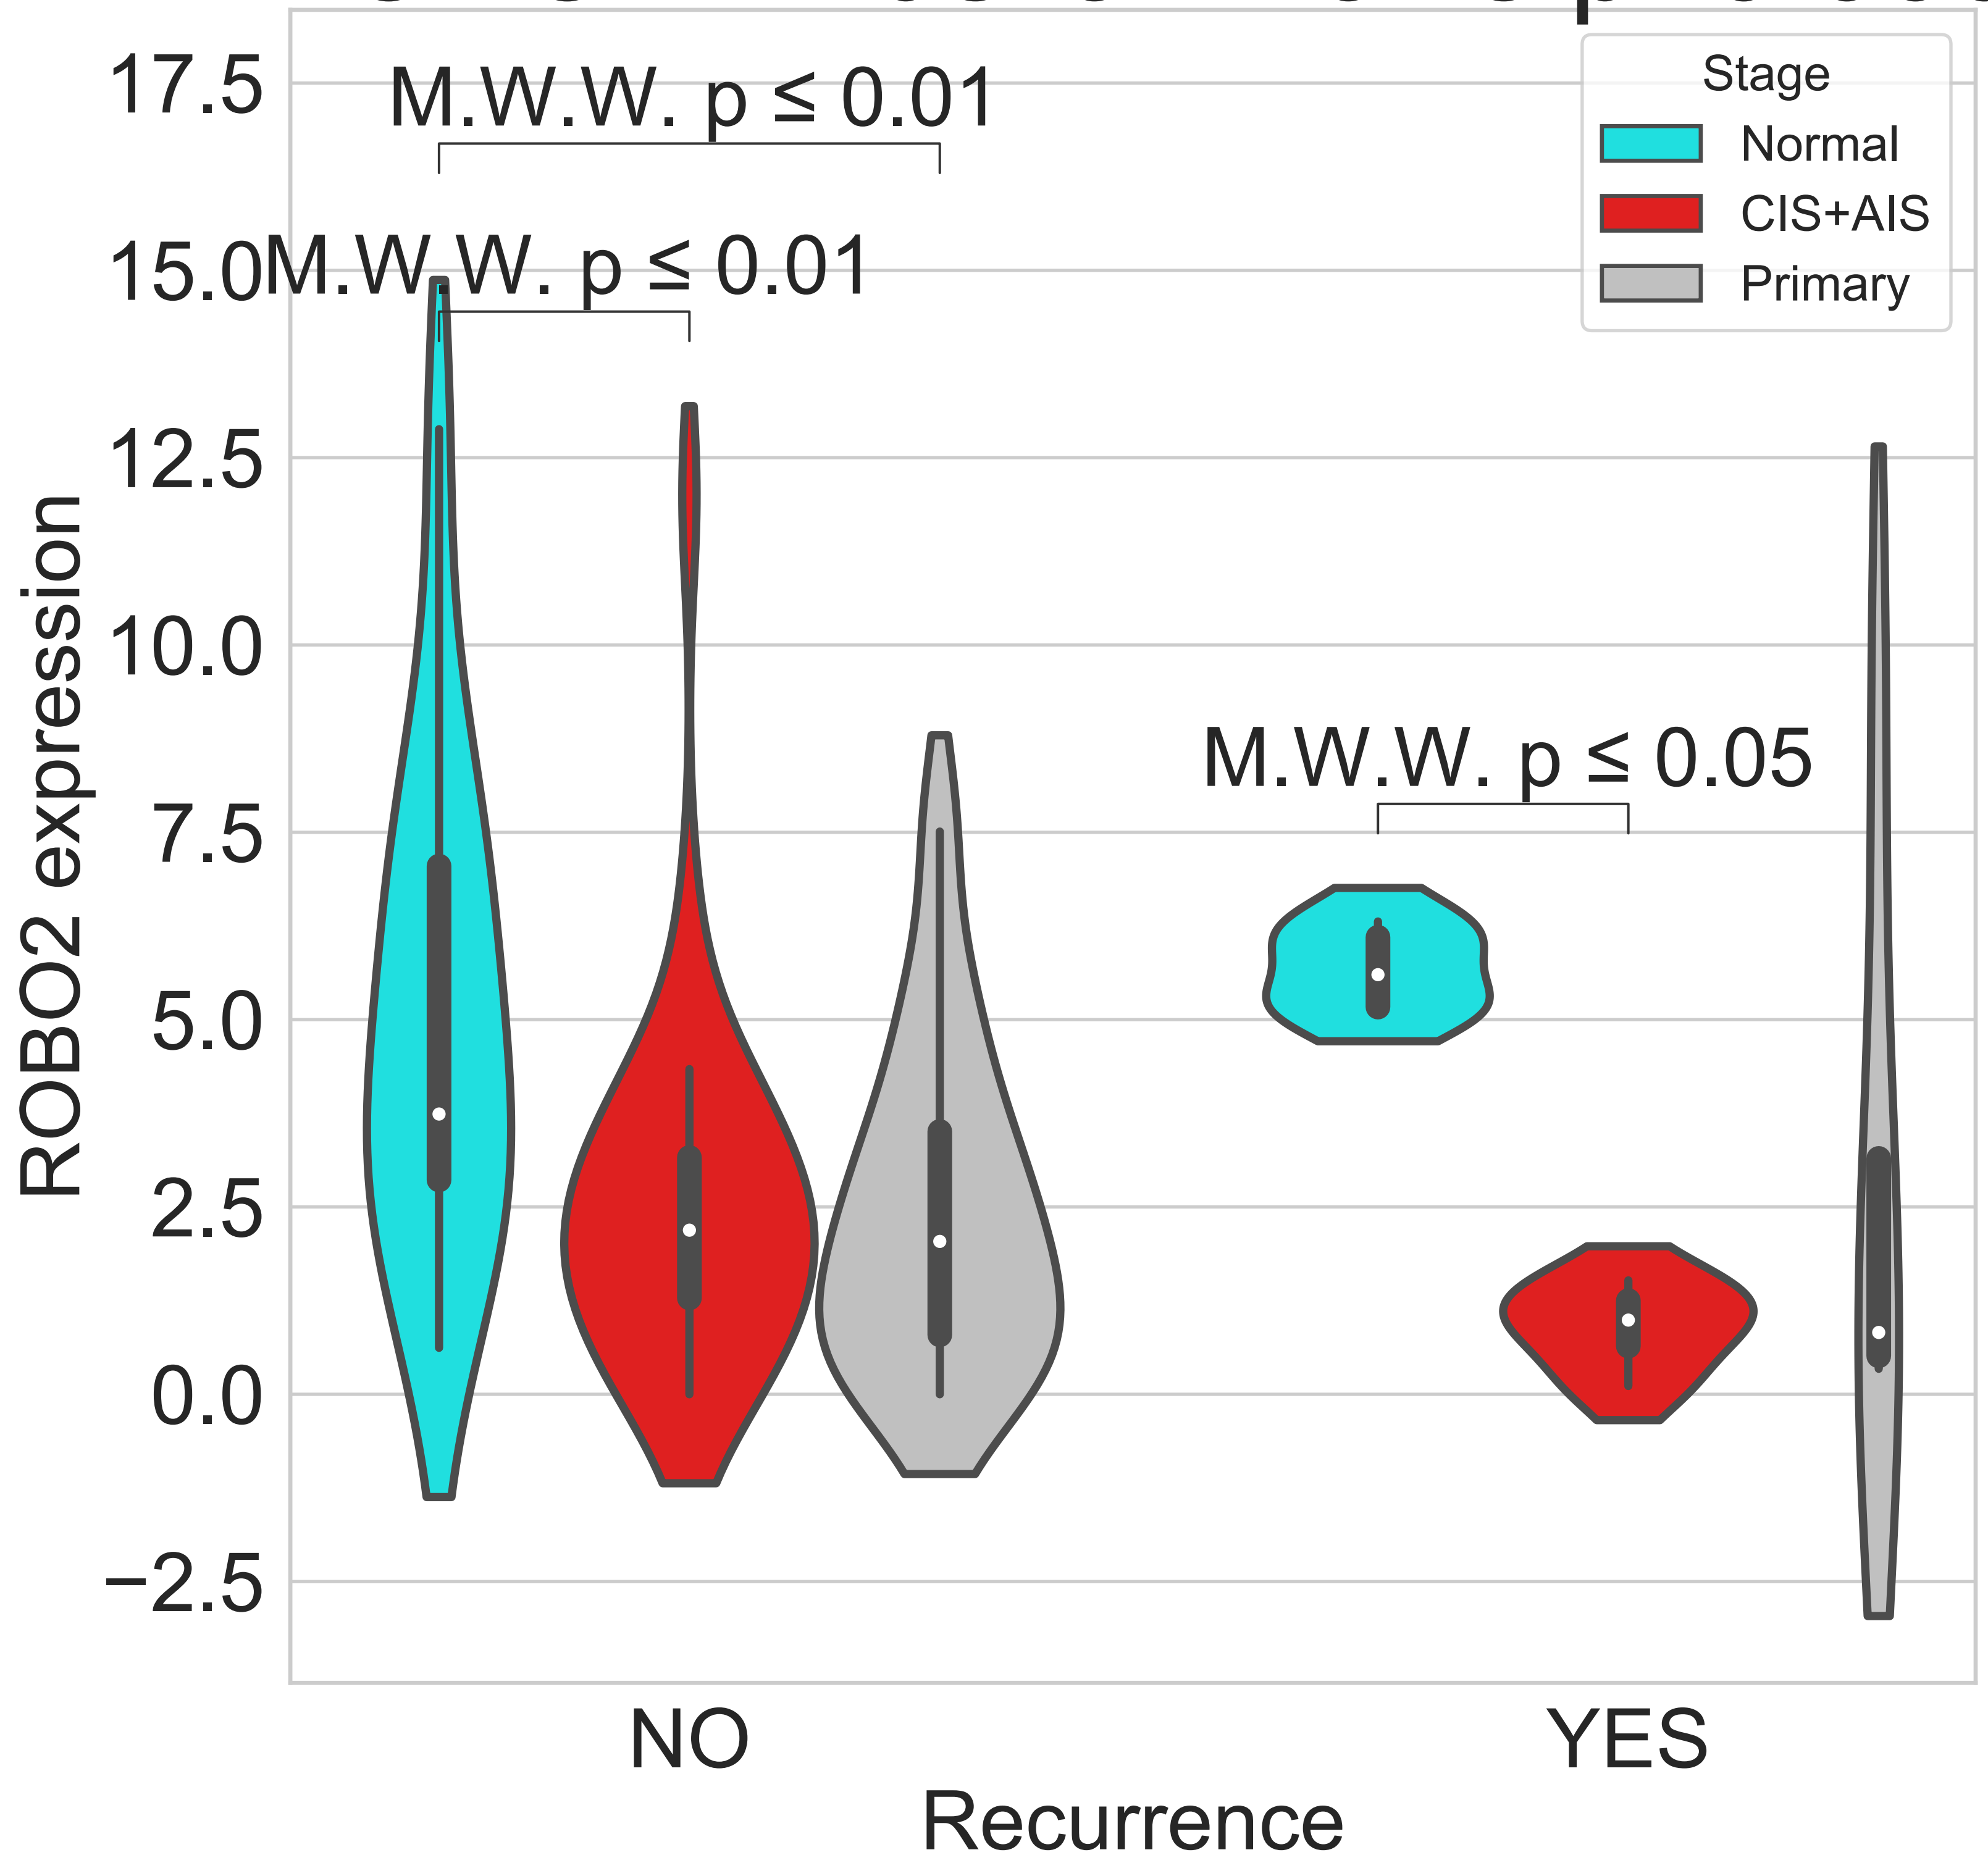 17.5
15.0
12.5
10.0
7.5
5.0
2.5
0.0
−2.5
ROBO2 expression
M.W.W. p ≤ 0.01
M.W.W. p ≤ 0.01
M.W.W. p ≤ 0.05
Stage
Normal
CIS+AIS
Primary
NO
YES
Recurrence